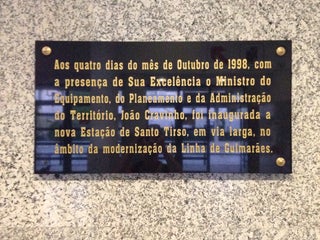 Aos quatro dias do mês de Outubro de 1998, com
a presença de Sua Excelência o Ministro do
Equipamento, do Planeamento e da Administração
do Território, João Cravinho, foi inaugurada a
nova Estação de Santo Tirso, em via larga, no
âmbito da modernização da Linha de Guimarães.